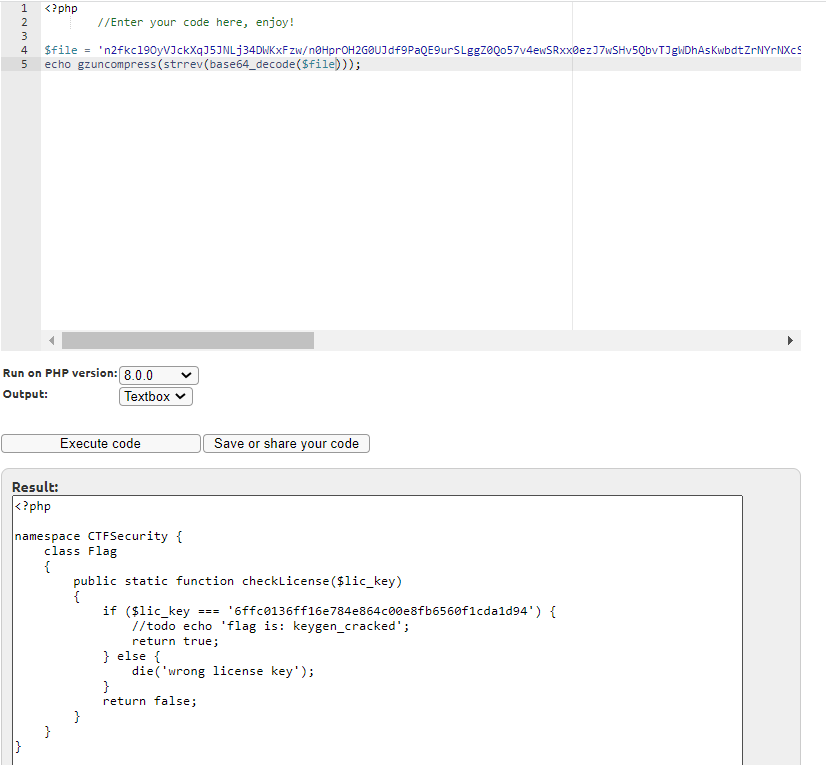 1 <?php
2 //Enter your code here, enjoy!
3
4 $file = 'n2fkcl9OyVJckXqJ5JNLj34DWKxFzw/n0HprOH2G0UJdf9PaQE9urSLggZ0Qo57v4ewSRxx0ezJ7wSHv5QbvTJgWDhAsKwbdtZrNYrNXcS
5 echo gzuncompress(strrev(base64_decode($file)));
Run on PHP version: 8.0.0
Output: Textbox
Execute code Save or share your code
Result:
<?php
namespace CTFSecurity {
class Flag
{
public static function checkLicense($lic_key)
{
if ($lic_key === '6ffc0136ff16e784e864c00e8fb6560f1cda1d94') {
//todo echo 'flag is: keygen_cracked';
return true;
} else {
die('wrong license key');
}
return false;
}
}
}